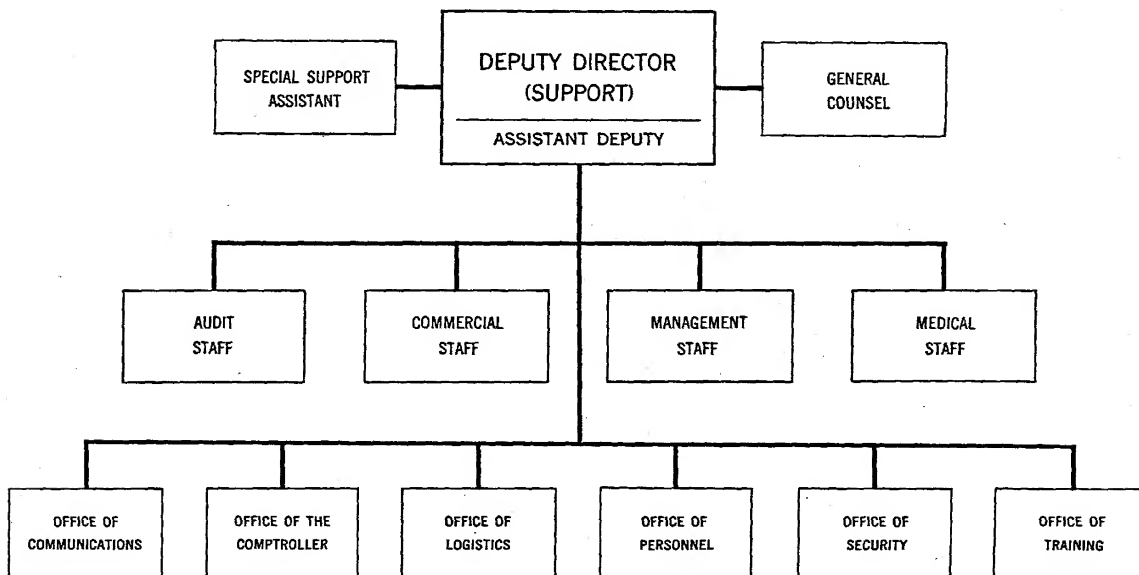 SPECIAL SUPPORT
ASSISTANT
DEPUTY DIRECTOR
(SUPPORT)
ASSISTANT DEPUTY
GENERAL
COUNSEL
AUDIT
STAFF
COMMERCIAL
STAFF
MANAGEMENT
STAFF
MEDICAL
STAFF
OFFICE OF
COMMUNICATIONS
OFFICE OF THE
COMPTROLLER
OFFICE OF
LOGISTICS
OFFICE OF
PERSONNEL
OFFICE OF
SECURITY
OFFICE OF
TRAINING